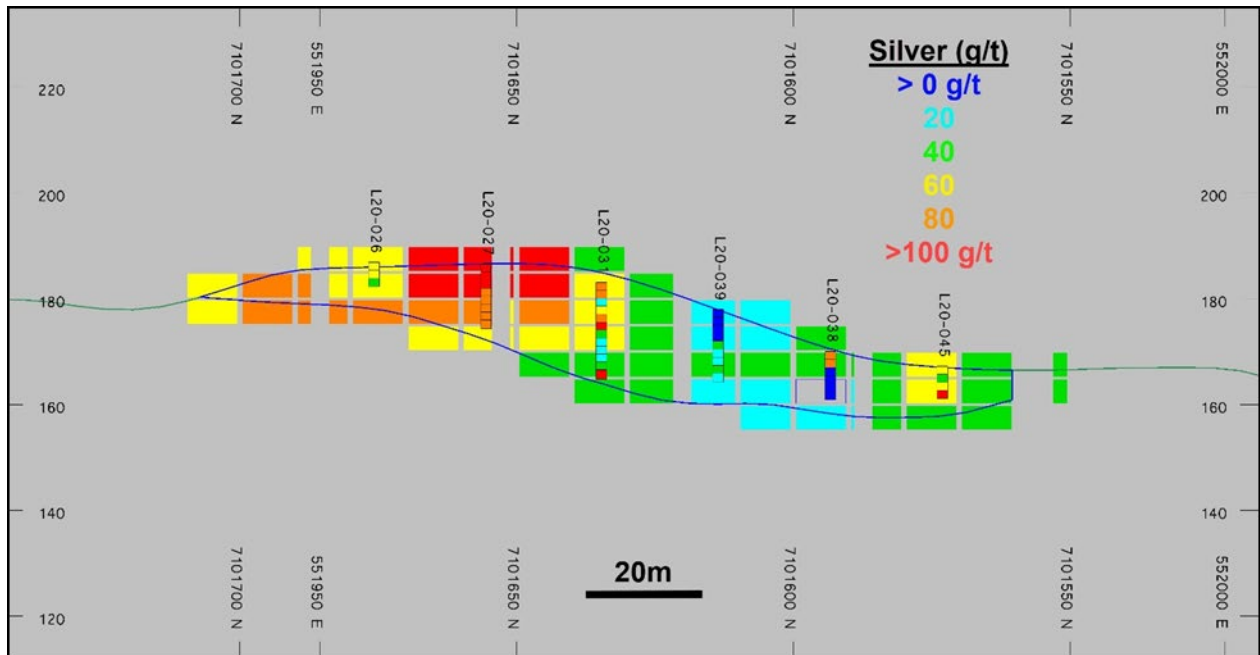 7101700 N
551950 E
7101650 N
7101600 N
7101550 N
552000 E
Silver (g/t)
> 0 g/t
20
40
60
80
>100 g/t
220
220
200
200
L20-026
L20-027
L20-031
L20-039
L20-038
L20-045
180
180
160
160
140
140
120
120
7101700 N
551950 E
7101650 N
7101600 N
7101550 N
552000 E
20m